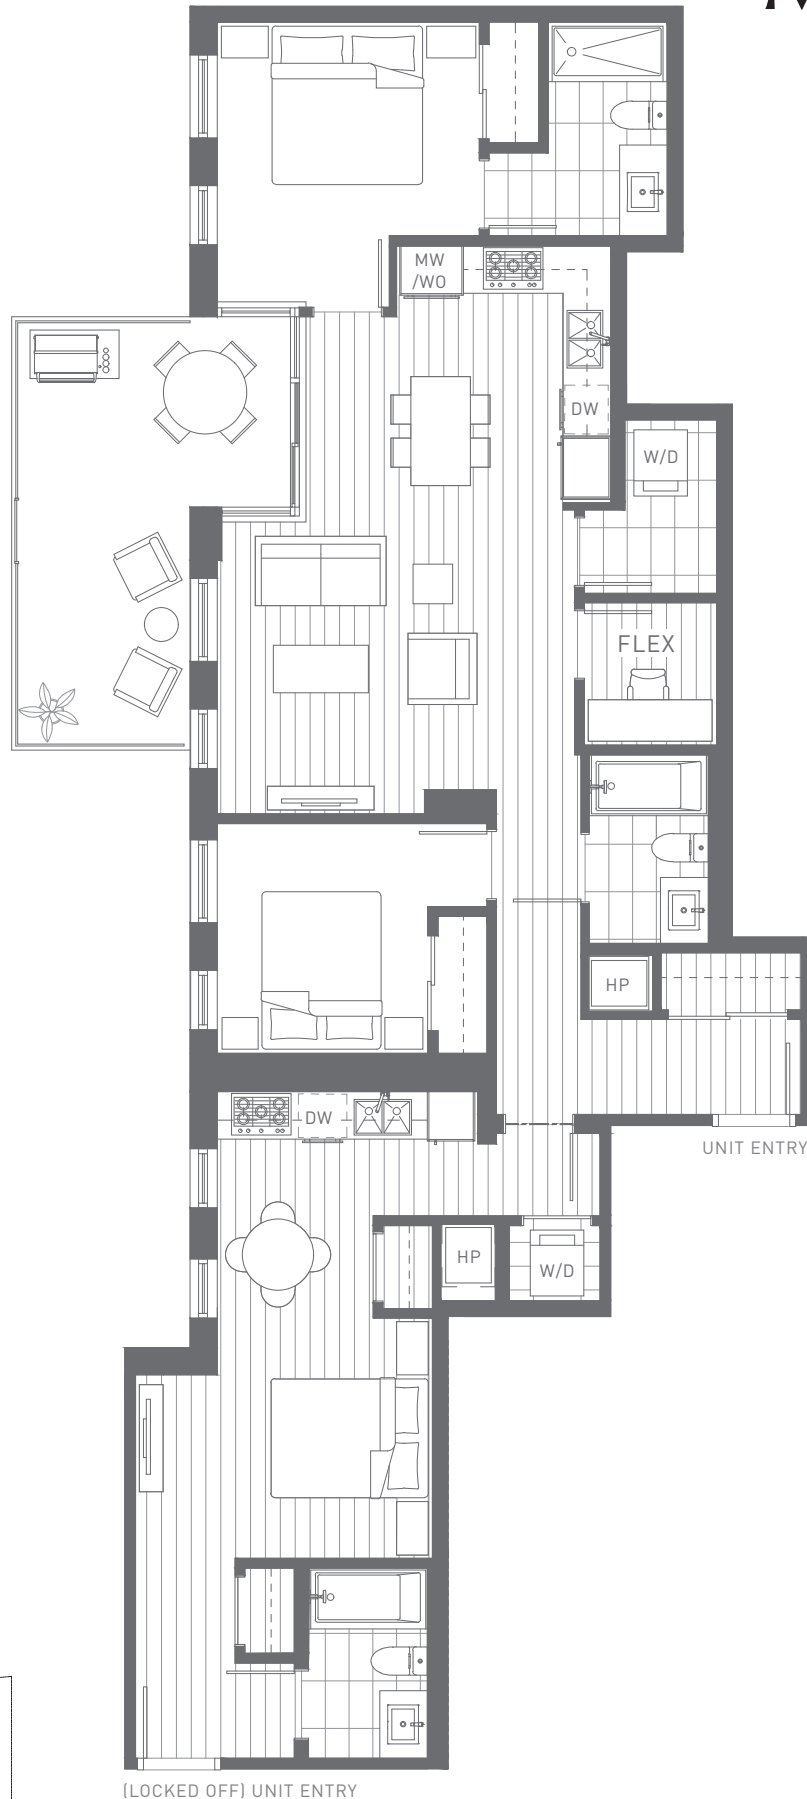 MW
/WO
DW
W/D
FLEX
HP
UNIT ENTRY
DW
HP
W/D
(LOCKED OFF) UNIT ENTRY